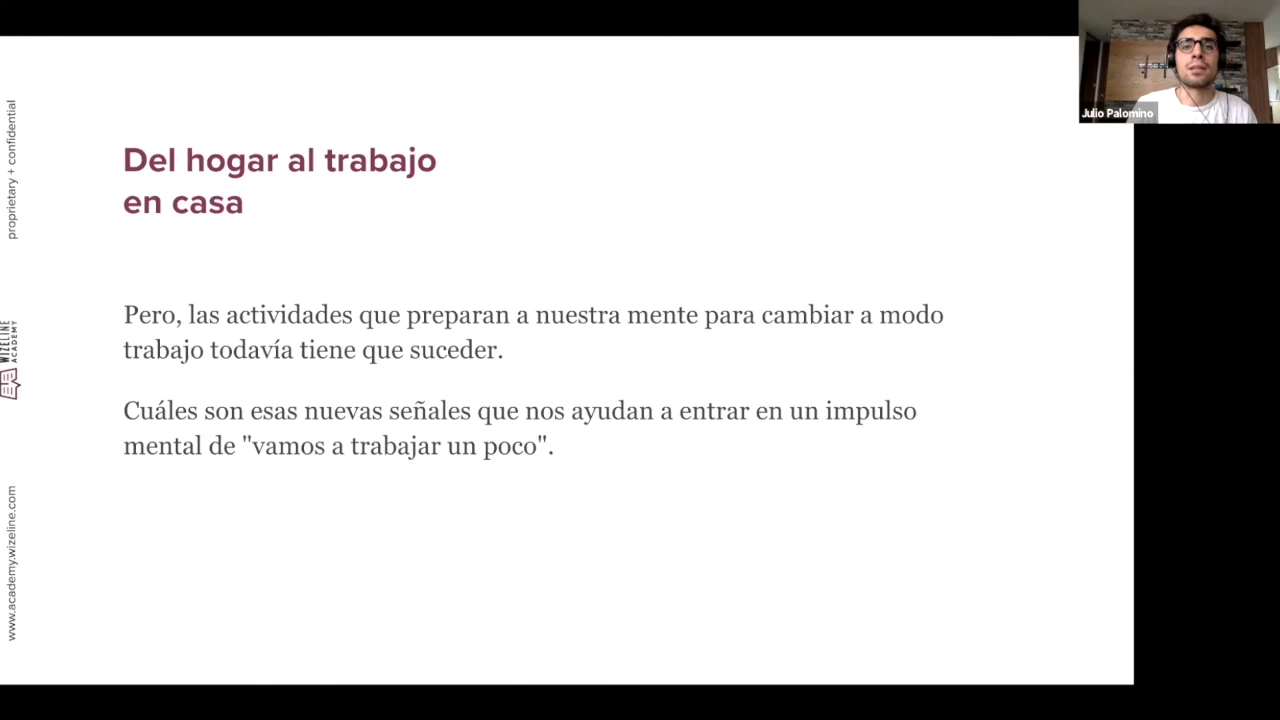 Del hogar al trabajo
en casa
Pero, las actividades que preparan a nuestra mente para cambiar a modo
trabajo todavía tiene que suceder.
Cuáles son esas nuevas señales que nos ayudan a entrar en un impulso
mental de "vamos a trabajar un poco".
proprietary + confidential
WIZELINE
ACADEMY
www.academy.wizeline.com
Julio Palomino